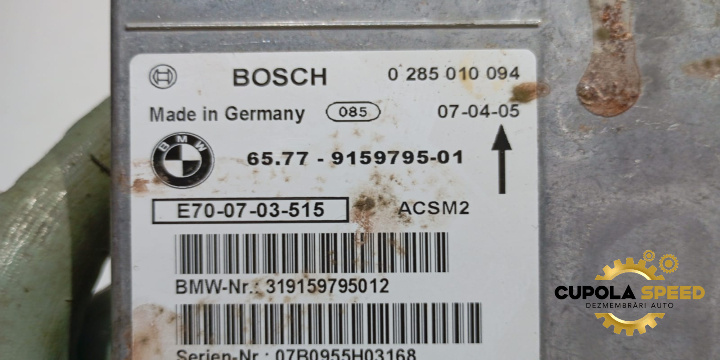 BOSCH 0 285 010 094
Made in Germany 085 07-04-05
BMW
65.77 - 9159795-01
E70-07-03-515 ACSM2
BMW-Nr.: 319159795012
Serien-Nr.: 07B0955H03168
CUPOLA SPEED
DEZMEMBRĂRI AUTO